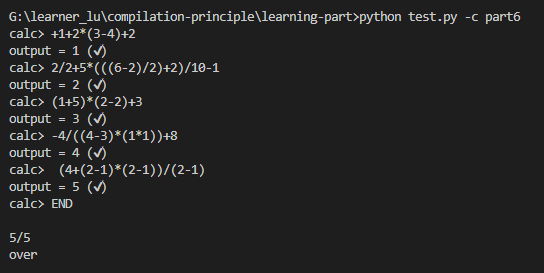 G:\learner_lu\compilation-principle\learning-part>python test.py -c part6
calc> +1+2*(3-4)+2
output = 1 (√)
calc> 2/2+5*(((6-2)/2)+2)/10-1
output = 2 (√)
calc> (1+5)*(2-2)+3
output = 3 (√)
calc> -4/((4-3)*(1*1))+8
output = 4 (√)
calc>  (4+(2-1)*(2-1))/(2-1)
output = 5 (√)
calc> END
5/5
over